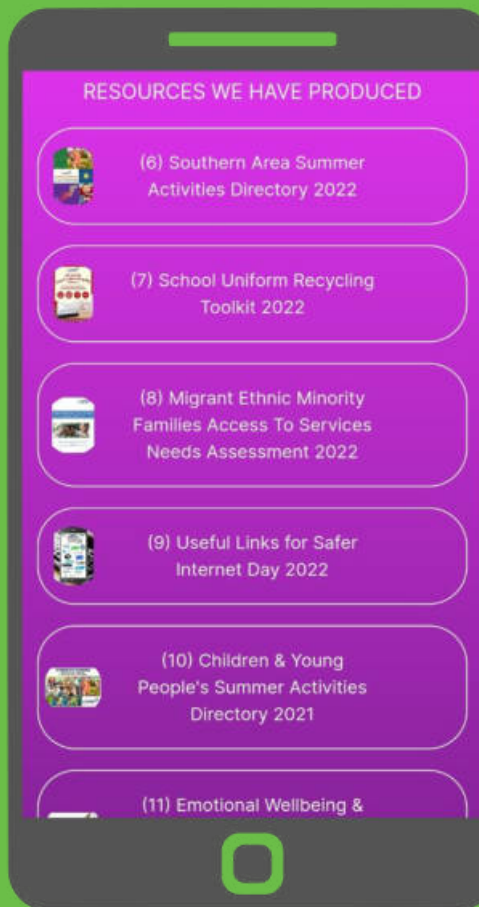 RESOURCES WE HAVE PRODUCED
(6) Southern Area Summer
Activities Directory 2022
(7) School Uniform Recycling
Toolkit 2022
(8) Migrant Ethnic Minority
Families Access To Services
Needs Assessment 2022
(9) Useful Links for Safer
Internet Day 2022
(10) Children & Young
People's Summer Activities
Directory 2021
(11) Emotional Wellbeing &